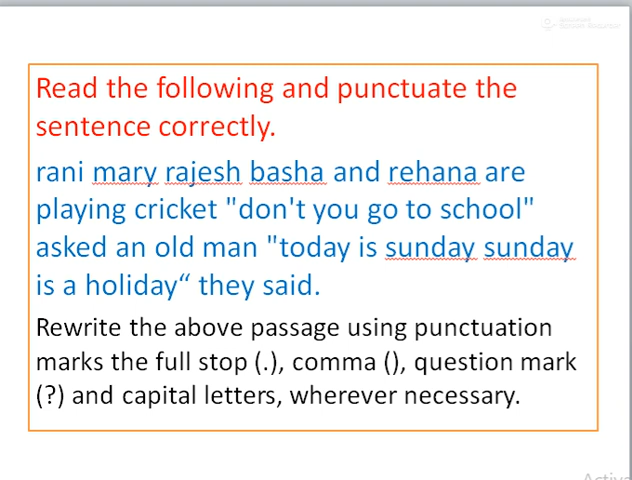 Read the following and punctuate the
sentence correctly.
rani mary rajesh basha and rehana are
playing cricket "don't you go to school"
asked an old man "today is sunday sunday
is a holiday“ they said.
Rewrite the above passage using punctuation
marks the full stop (.), comma (), question mark
(?) and capital letters, wherever necessary.
Activa